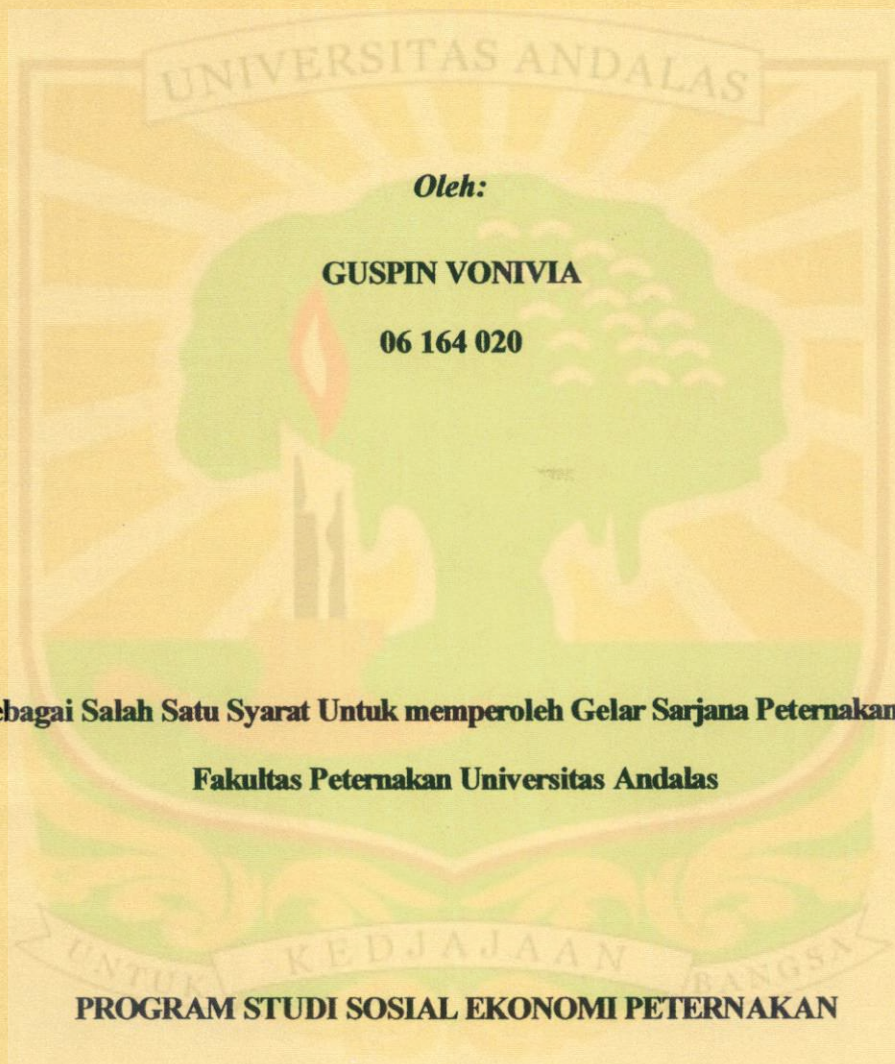 UNIVERSITAS ANDALAS
Oleh:
GUSPIN VONIVIA
06 164 020
ebagai Salah Satu Syarat Untuk memperoleh Gelar Sarjana Peternakan
Fakultas Peternakan Universitas Andalas
UNTUK KEDJAJAAN BANGSA
PROGRAM STUDI SOSIAL EKONOMI PETERNAKAN